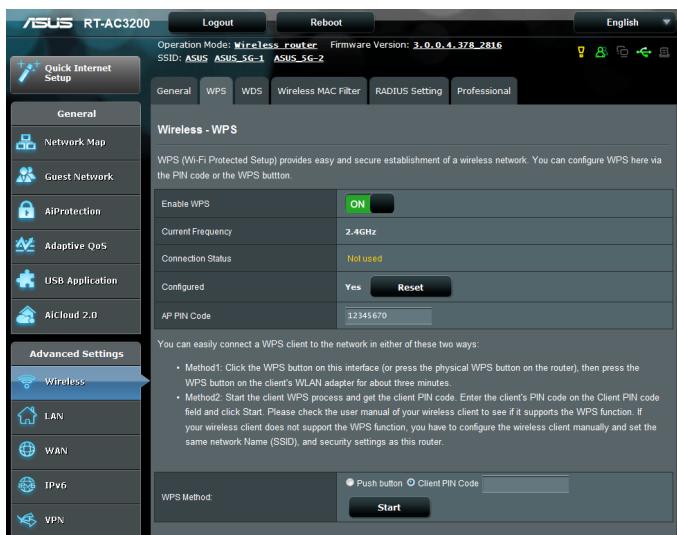 ASUS RT-AC3200 Logout Reboot English
Operation Mode: Wireless router Firmware Version: 3.0.0.4.378_2816
SSID: ASUS ASUS_5G-1 ASUS_5G-2
Quick Internet
Setup
General WPS WDS Wireless MAC Filter RADIUS Setting Professional
General
Network Map
Guest Network
AiProtection
Adaptive QoS
USB Application
AiCloud 2.0
Advanced Settings
Wireless
LAN
WAN
IPv6
VPN
Wireless - WPS
WPS (Wi-Fi Protected Setup) provides easy and secure establishment of a wireless network. You can configure WPS here via
the PIN code or the WPS buttton.
Enable WPS ON
Current Frequency 2.4GHz
Connection Status Not used
Configured Yes Reset
AP PIN Code 12345670
You can easily connect a WPS client to the network in either of these two ways:
• Method1: Click the WPS button on this interface (or press the physical WPS button on the router), then press the
WPS button on the client's WLAN adapter for about three minutes.
• Method2: Start the client WPS process and get the client PIN code. Enter the client's PIN code on the Client PIN code
field and click Start. Please check the user manual of your wireless client to see if it supports the WPS function. If
your wireless client does not support the WPS function, you have to configure the wireless client manually and set the
same network Name (SSID), and security settings as this router.
WPS Method: Push button Client PIN Code
Start